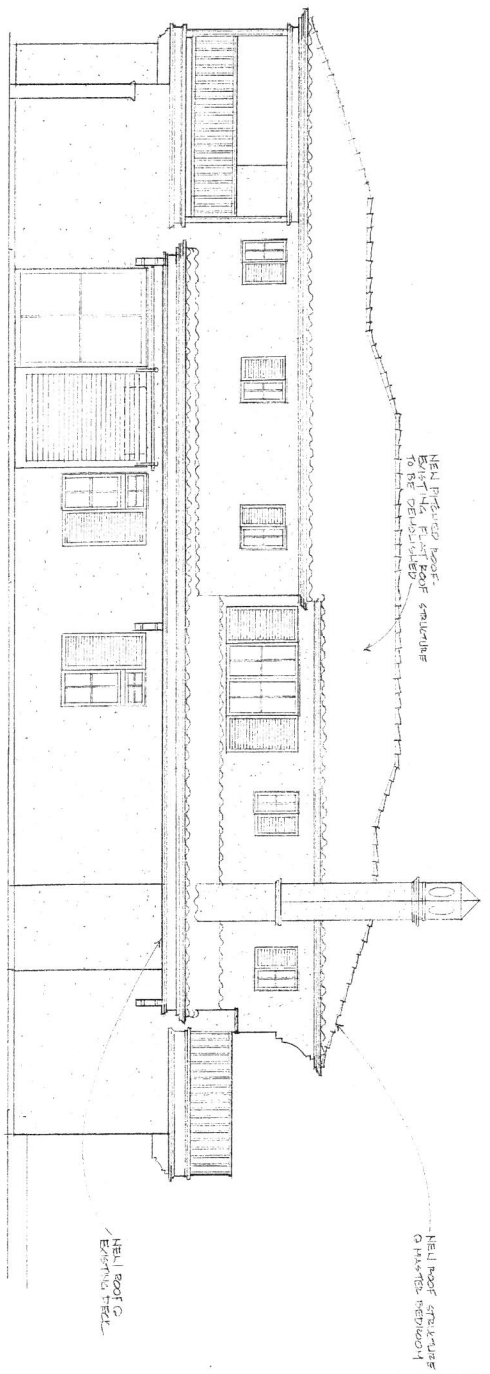 NEW PITCHED ROOF-
EXISTING FLAT ROOF STRUCTURE
TO BE DEMOLISHED
NEW ROOF STRUCTURE
@ MASTER BEDROOM
NEW ROOF @
EXISTING DECK